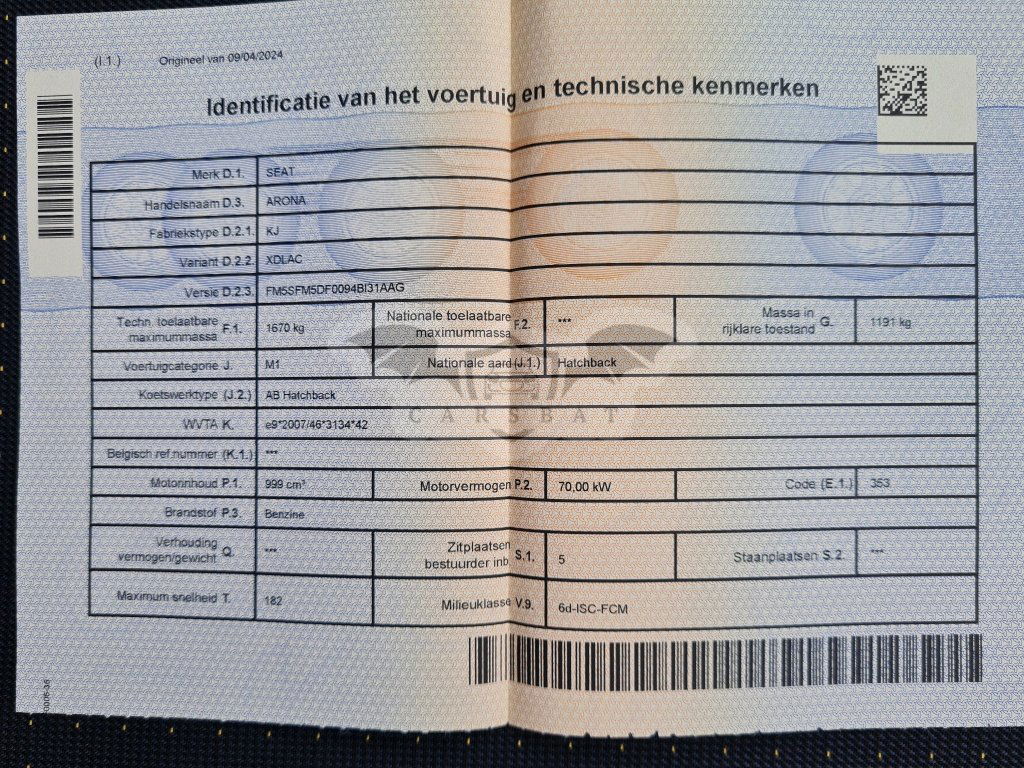 (I.1.) Origineel van 09/04/2024
Identificatie van het voertuig en technische kenmerken
Merk D.1. SEAT
Handelsnaam D.3. ARONA
Fabriekstype D.2.1. KJ
Variant D.2.2. XDLAC
Versie D.2.3. FM5SFM5DF0094BI31AAG
Techn. toelaatbare maximummassa F.1. 1670 kg Nationale toelaatbare maximummassa F.2. *** Massa in rijklare toestand G. 1191 kg
Voertuigcategorie J. M1 Nationale aard (J.1.) Hatchback
Koetswerktype (J.2.) AB Hatchback
CARSBAT
WVTA K. e9*2007/46*3134*42
Belgisch ref.nummer (K.1.) ***
Motorinhoud P.1. 999 cm³ Motorvermogen P.2. 70,00 kW Code (E.1.) 353
Brandstof P.3. Benzine
Verhouding vermogen/gewicht Q. *** Zitplaatsen bestuurder inb. S.1. 5 Staanplaatsen S.2. ***
Maximum snelheid T. 182 Milieuklasse V.9. 6d-ISC-FCM